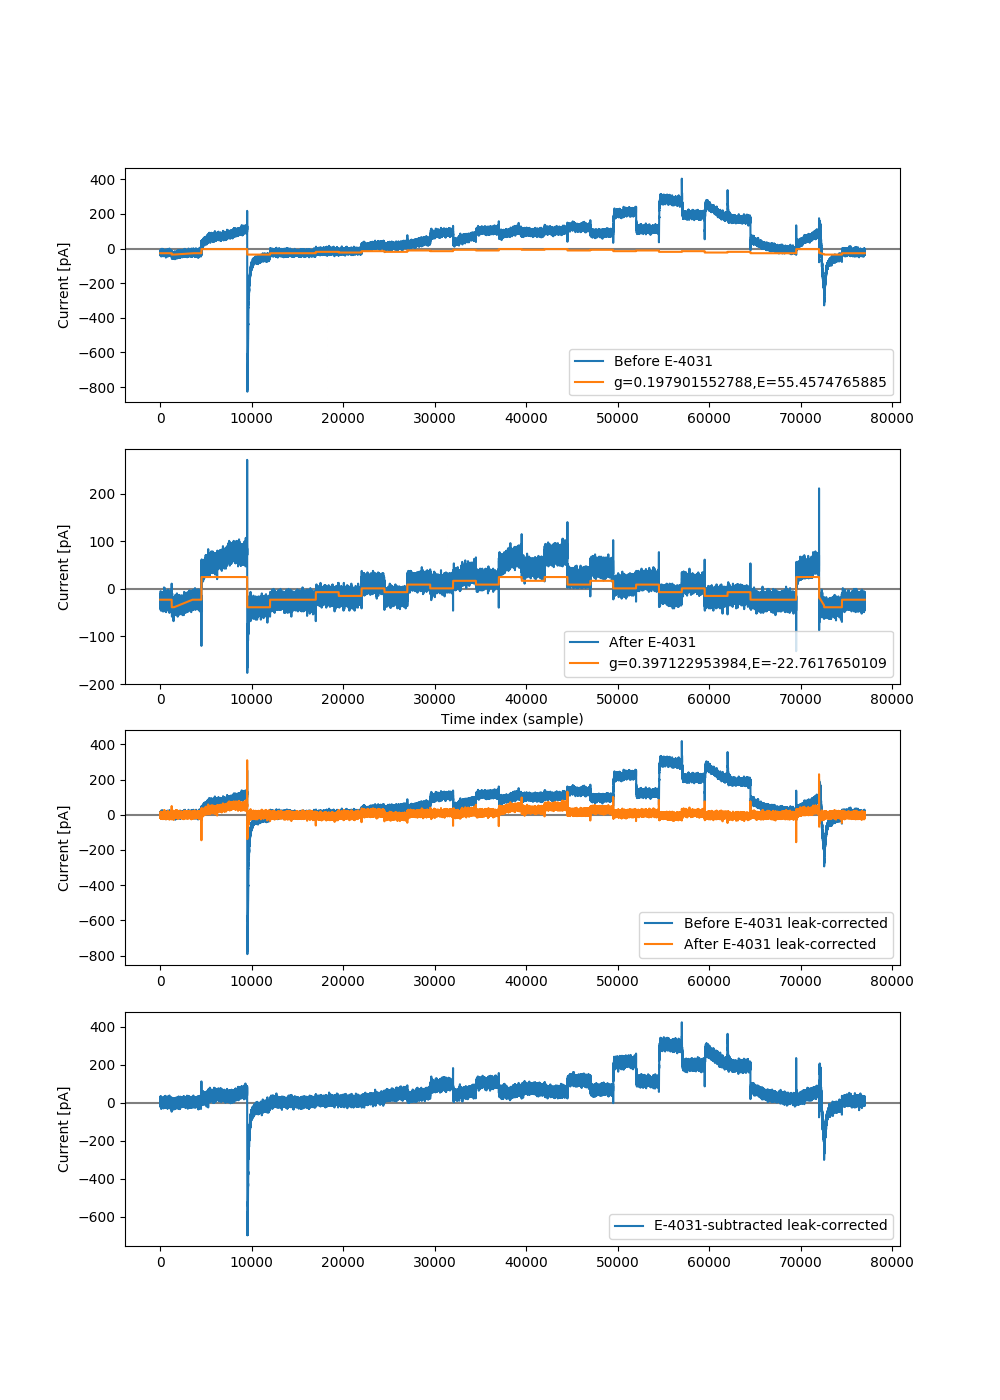 400
200
0
−200
−400
−600
−800
Current [pA]
Before E-4031
g=0.197901552788,E=55.4574765885
0 10000 20000 30000 40000 50000 60000 70000 80000
200
100
0
−100
−200
Current [pA]
After E-4031
g=0.397122953984,E=-22.7617650109
0 10000 20000 30000 40000 50000 60000 70000 80000
Time index (sample)
400
200
0
−200
−400
−600
−800
Current [pA]
Before E-4031 leak-corrected
After E-4031 leak-corrected
0 10000 20000 30000 40000 50000 60000 70000 80000
400
200
0
−200
−400
−600
Current [pA]
E-4031-subtracted leak-corrected
0 10000 20000 30000 40000 50000 60000 70000 80000